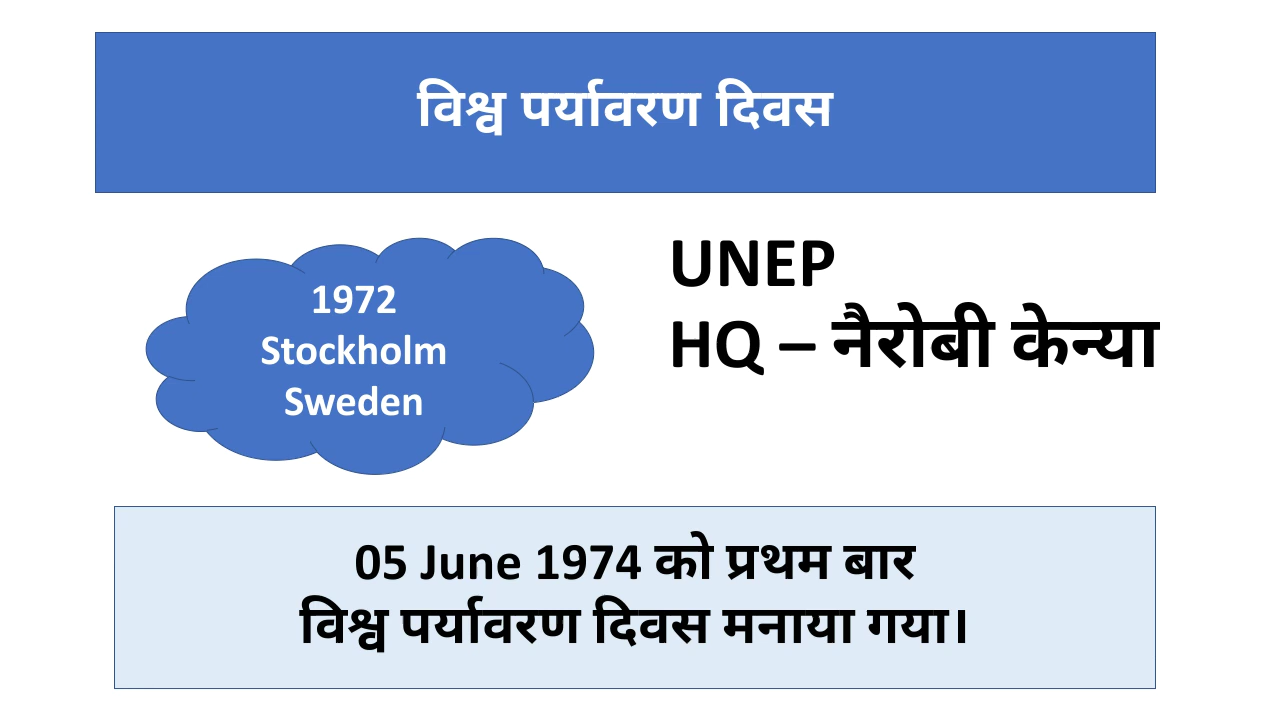 विश्व पर्यावरण दिवस
1972
Stockholm
Sweden
UNEP
HQ – नैरोबी केन्या
05 June 1974 को प्रथम बार
विश्व पर्यावरण दिवस मनाया गया।